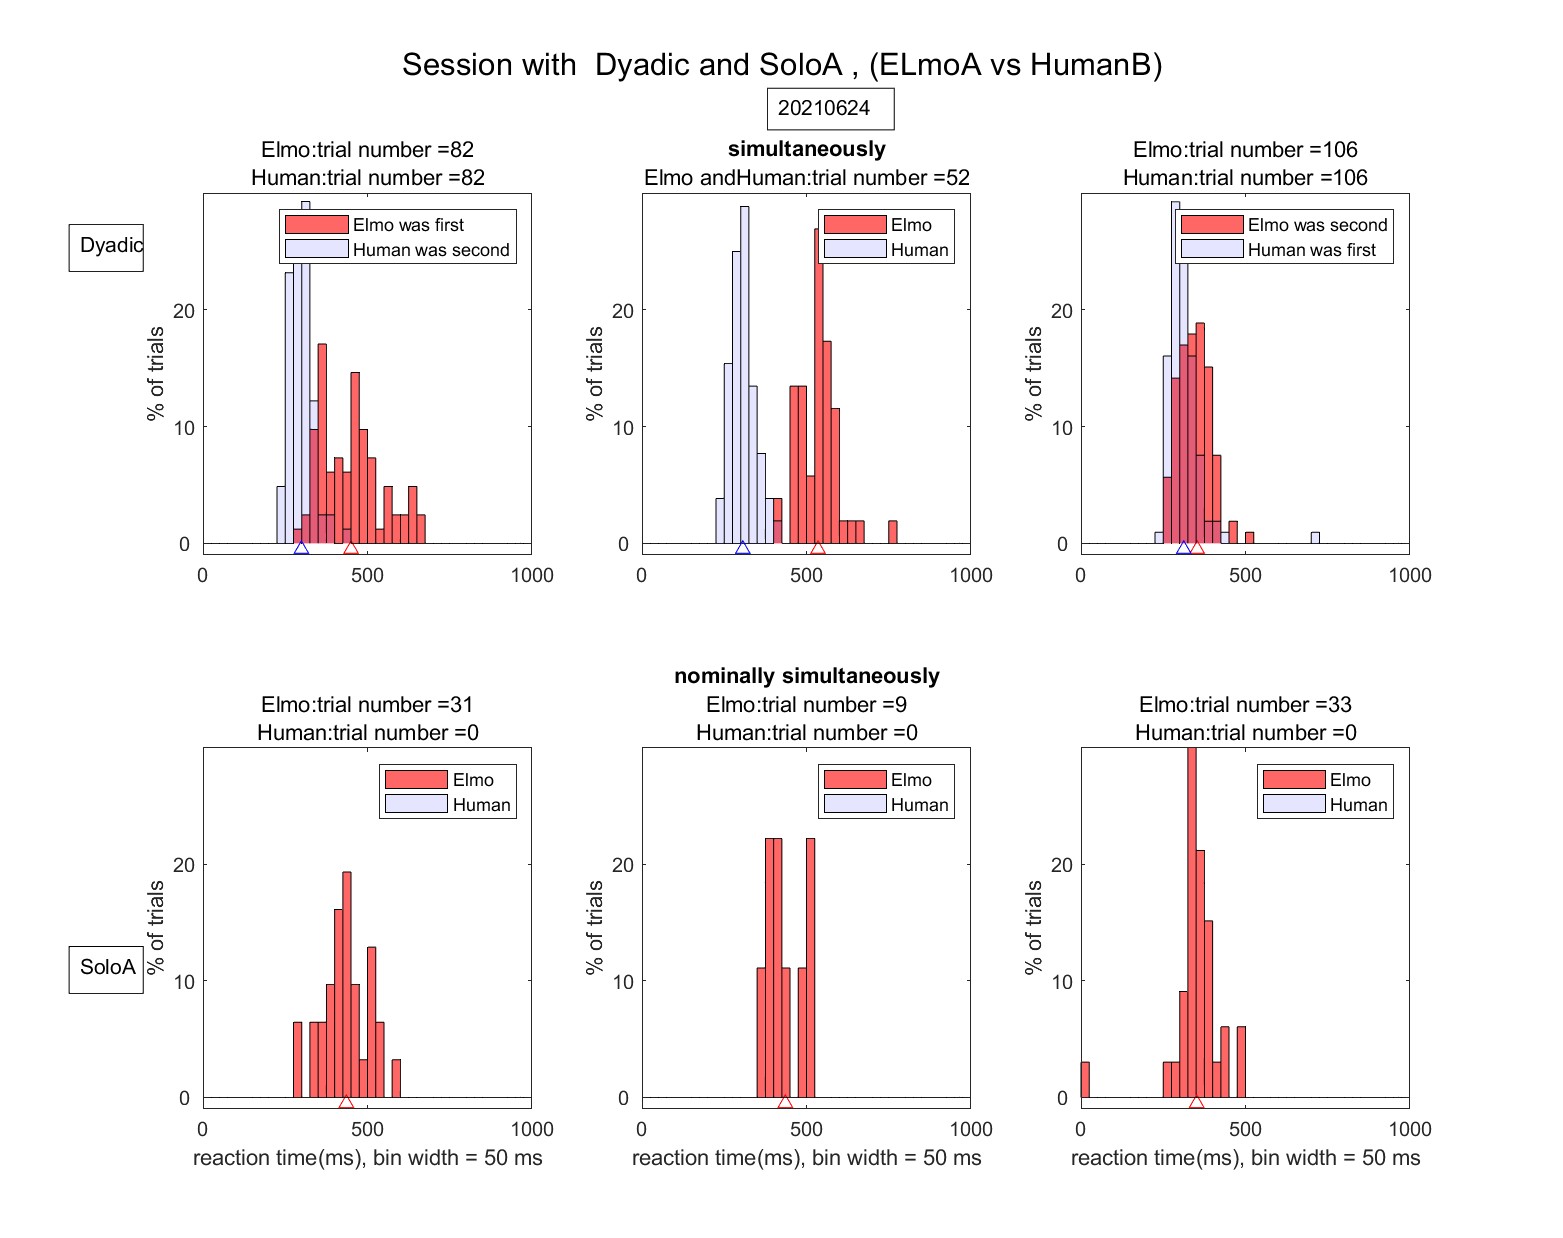 Session with  Dyadic and SoloA , (ELmoA vs HumanB)
20210624
Elmo:trial number =82
Human:trial number =82
simultaneously
Elmo andHuman:trial number =52
Elmo:trial number =106
Human:trial number =106
Dyadic
Elmo was first
Human was second
% of trials
20
10
0
0
500
1000
Elmo
Human
% of trials
20
10
0
0
500
1000
Elmo was second
Human was first
% of trials
20
10
0
0
500
1000
Elmo:trial number =31
Human:trial number =0
nominally simultaneously
Elmo:trial number =9
Human:trial number =0
Elmo:trial number =33
Human:trial number =0
SoloA
Elmo
Human
% of trials
20
10
0
0
500
1000
reaction time(ms), bin width = 50 ms
Elmo
Human
% of trials
20
10
0
0
500
1000
reaction time(ms), bin width = 50 ms
Elmo
Human
% of trials
20
10
0
0
500
1000
reaction time(ms), bin width = 50 ms